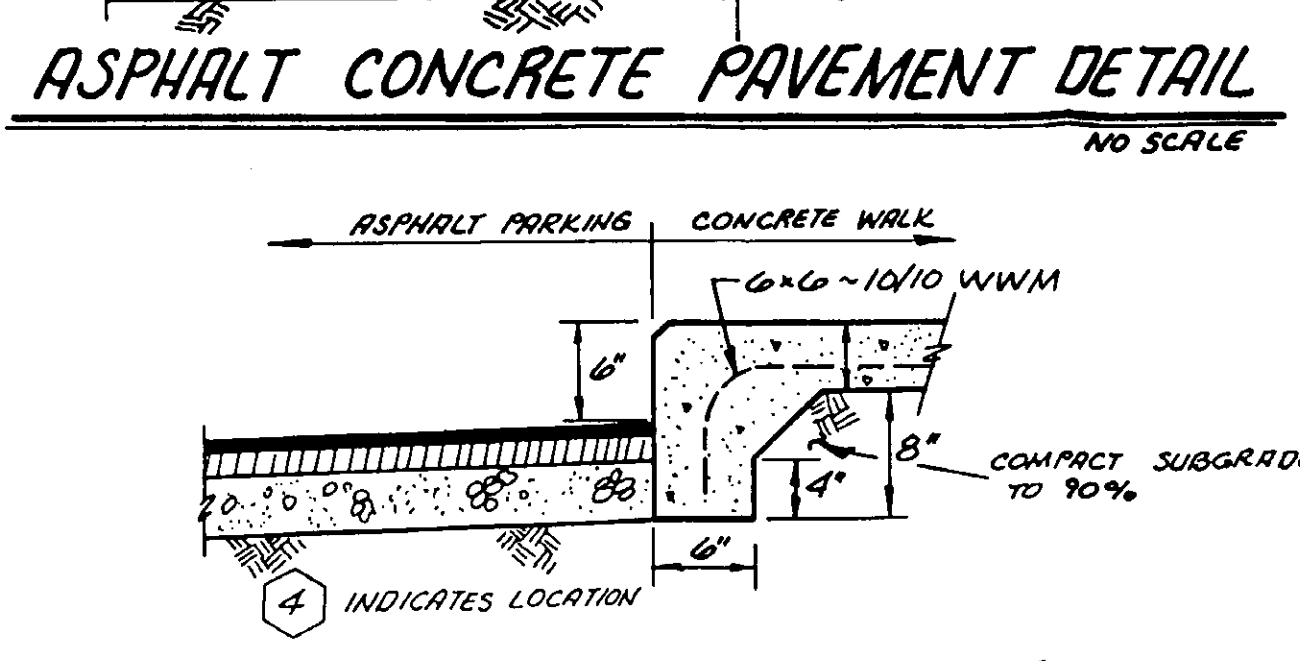 ASPHALT CONCRETE PAVEMENT DETAIL
NO SCALE
ASPHALT PARKING
CONCRETE WALK
6x6 ~ 10/10 WWM
6"
8"
COMPACT SUBGRADE
TO 90%
4"
6"
4
INDICATES LOCATION